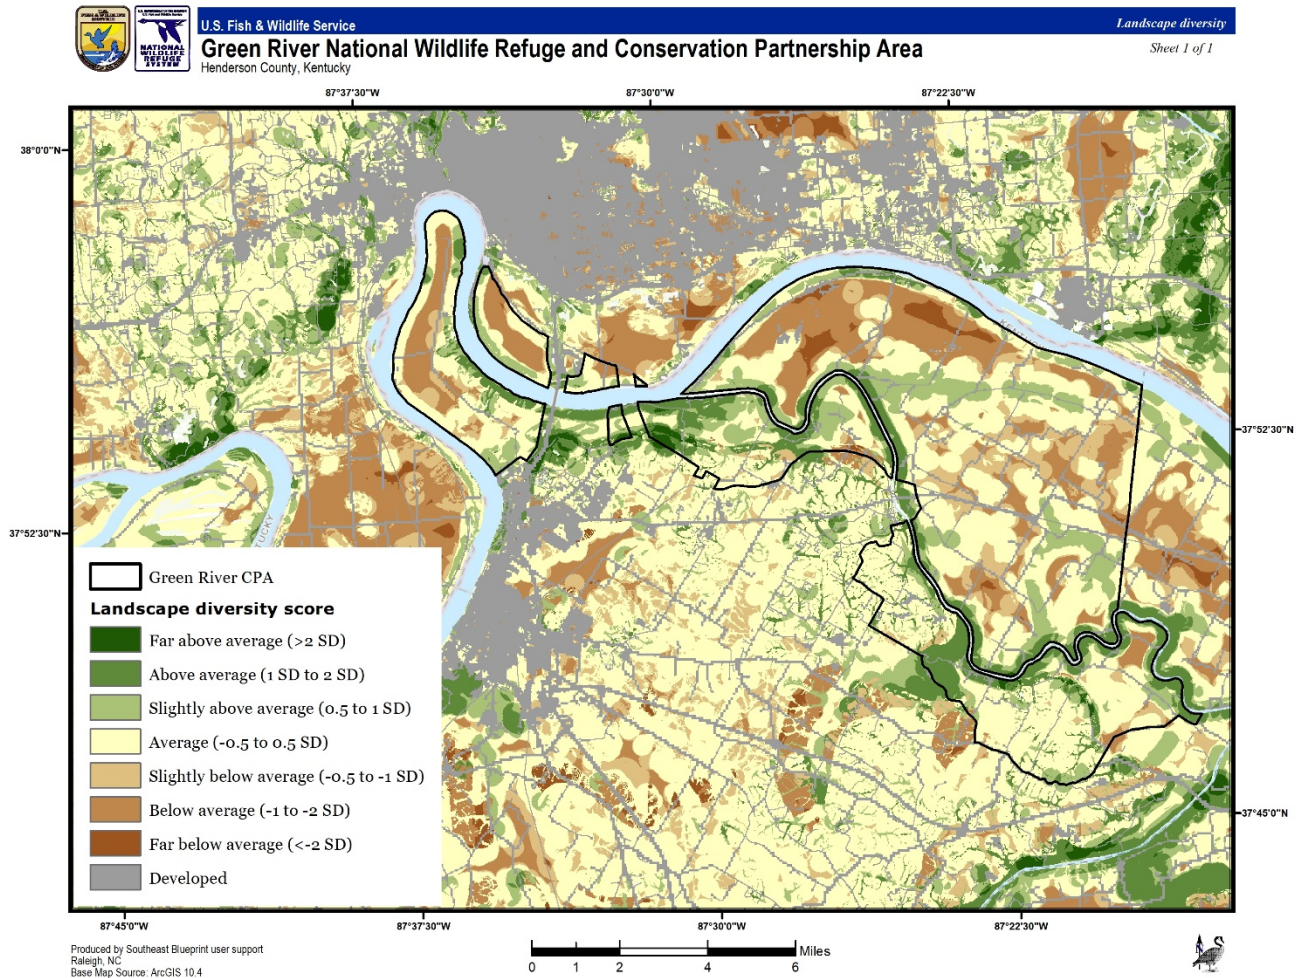 U.S. Fish & Wildlife Service
Landscape diversity
Green River National Wildlife Refuge and Conservation Partnership Area
Sheet 1 of 1
Henderson County, Kentucky
NATIONAL
WILDLIFE
REFUGE
SYSTEM
87°37'30"W
87°30'0"W
87°22'30"W
38°0'0"N
37°52'30"N
37°52'30"N
TUCKY
Green River CPA
Landscape diversity score
Far above average (>2 SD)
Above average (1 SD to 2 SD)
Slightly above average (0.5 to 1 SD)
Average (-0.5 to 0.5 SD)
Slightly below average (-0.5 to -1 SD)
Below average (-1 to -2 SD)
Far below average (<-2 SD)
Developed
37°45'0"N
87°45'0"W
87°37'30"W
87°30'0"W
87°22'30"W
Produced by Southeast Blueprint user support
Raleigh, NC
Base Map Source: ArcGIS 10.4
Miles
0 1 2 4 6
N